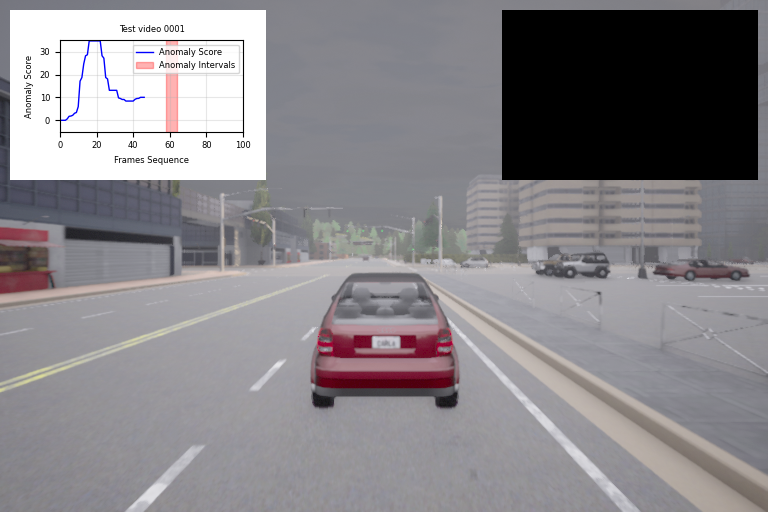 Test video 0001
Anomaly Score
30
20
10
0
Anomaly Score
Anomaly Intervals
0 20 40 60 80 100
Frames Sequence